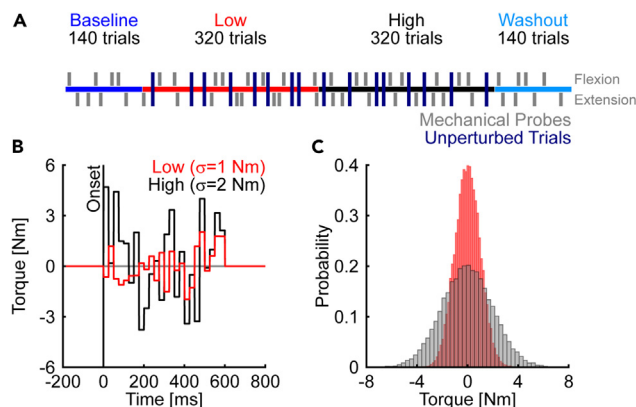 A
Baseline Low High Washout
140 trials 320 trials 320 trials 140 trials
Flexion
Extension
Mechanical Probes
Unperturbed Trials
B
Low (σ=1 Nm)
High (σ=2 Nm)
Onset
Torque [Nm]
6
3
0
-3
-6
-200 0 200 400 600 800
Time [ms]
C
Probability
0.4
0.3
0.2
0.1
0
-8 -4 0 4 8
Torque [Nm]